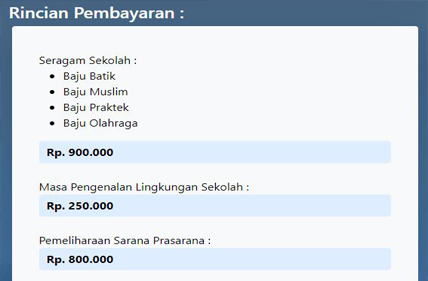 Rincian Pembayaran :
Seragam Sekolah :
• Baju Batik
• Baju Muslim
• Baju Praktek
• Baju Olahraga
Rp. 900.000
Masa Pengenalan Lingkungan Sekolah :
Rp. 250.000
Pemeliharaan Sarana Prasarana :
Rp. 800.000